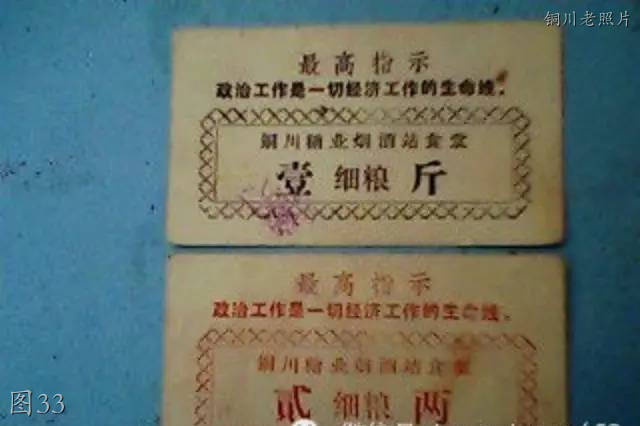 铜川老照片
最高指示
政治工作是一切经济工作的生命线.
铜川糖业烟酒站食堂
壹 细粮 斤
最高指示
政治工作是一切经济工作的生命线.
铜川糖业烟酒站食堂
贰 细粮 两
图33